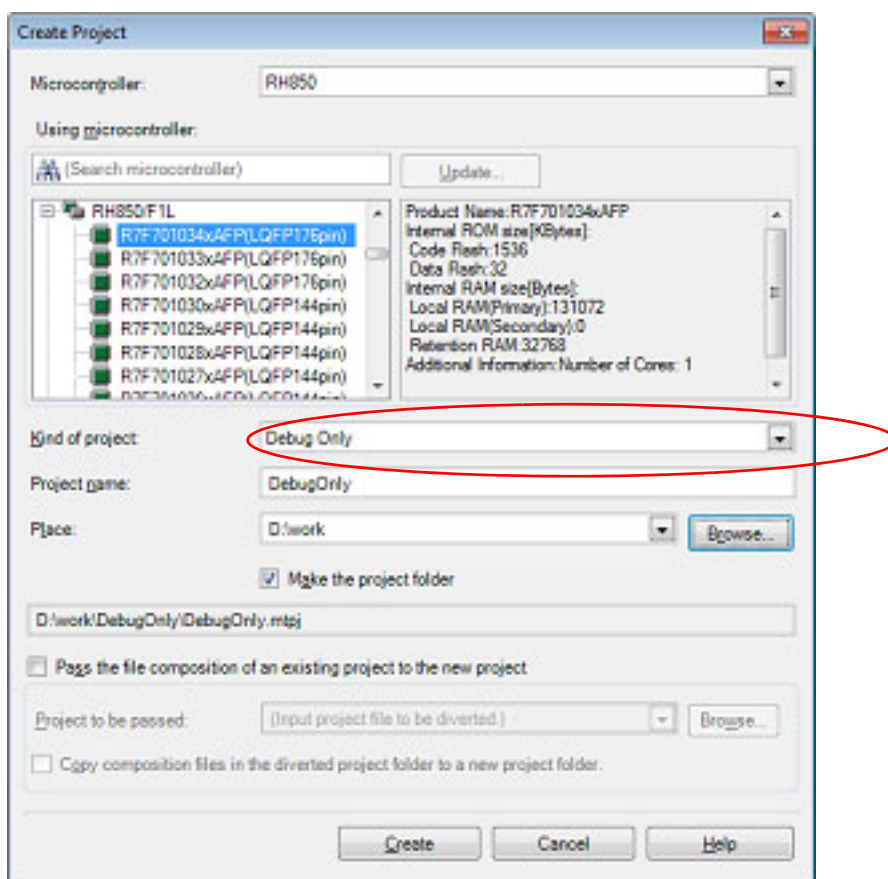 Create Project
Microcontroller:
RH850
Using microcontroller:
(Search microcontroller)
Update...
RH850/F1L
R7F701034xAFP(LQFP176pin)
R7F701033xAFP(LQFP176pin)
R7F701032xAFP(LQFP176pin)
R7F701030xAFP(LQFP144pin)
R7F701029xAFP(LQFP144pin)
R7F701028xAFP(LQFP144pin)
R7F701027xAFP(LQFP144pin)
Product Name:R7F701034xAFP
Internal ROM size[KBytes]:
Code Flash:1536
Data Flash:32
Internal RAM size[Bytes]:
Local RAM(Primary):131072
Local RAM(Secondary):0
Retention RAM:32768
Additional Information:Number of Cores: 1
Kind of project:
Debug Only
Project name:
DebugOnly
Place:
D:\work
Browse...
Make the project folder
D:\work\DebugOnly\DebugOnly.mtpj
Pass the file composition of an existing project to the new project
Project to be passed:
(Input project file to be diverted.)
Browse...
Copy composition files in the diverted project folder to a new project folder.
Create
Cancel
Help